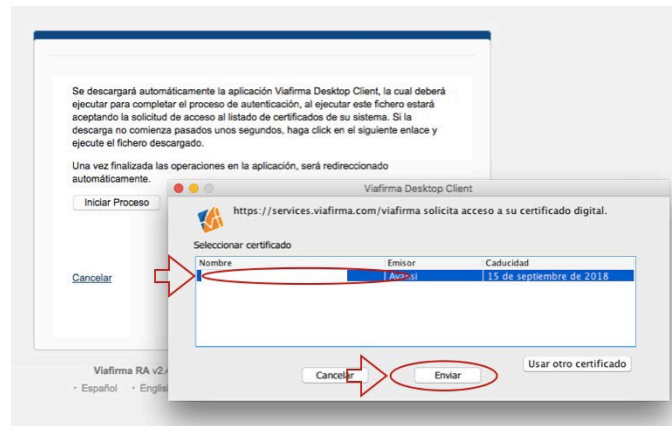 Se descargará automáticamente la aplicación Viafirma Desktop Client, la cual deberá
ejecutar para completar el proceso de autenticación, al ejecutar este fichero estará
aceptando la solicitud de acceso al listado de certificados de su sistema. Si la
descarga no comienza pasados unos segundos, haga click en el siguiente enlace y
ejecute el fichero descargado.
Una vez finalizada las operaciones en la aplicación, será redireccionado
automáticamente.
Iniciar Proceso
Cancelar
Viafirma RA v2.4
· Español · Englis
Viafirma Desktop Client
https://services.viafirma.com/viafirma solicita acceso a su certificado digital.
Seleccionar certificado
Nombre Emisor Caducidad
Avansi 15 de septiembre de 2018
Usar otro certificado
Cancelar Enviar